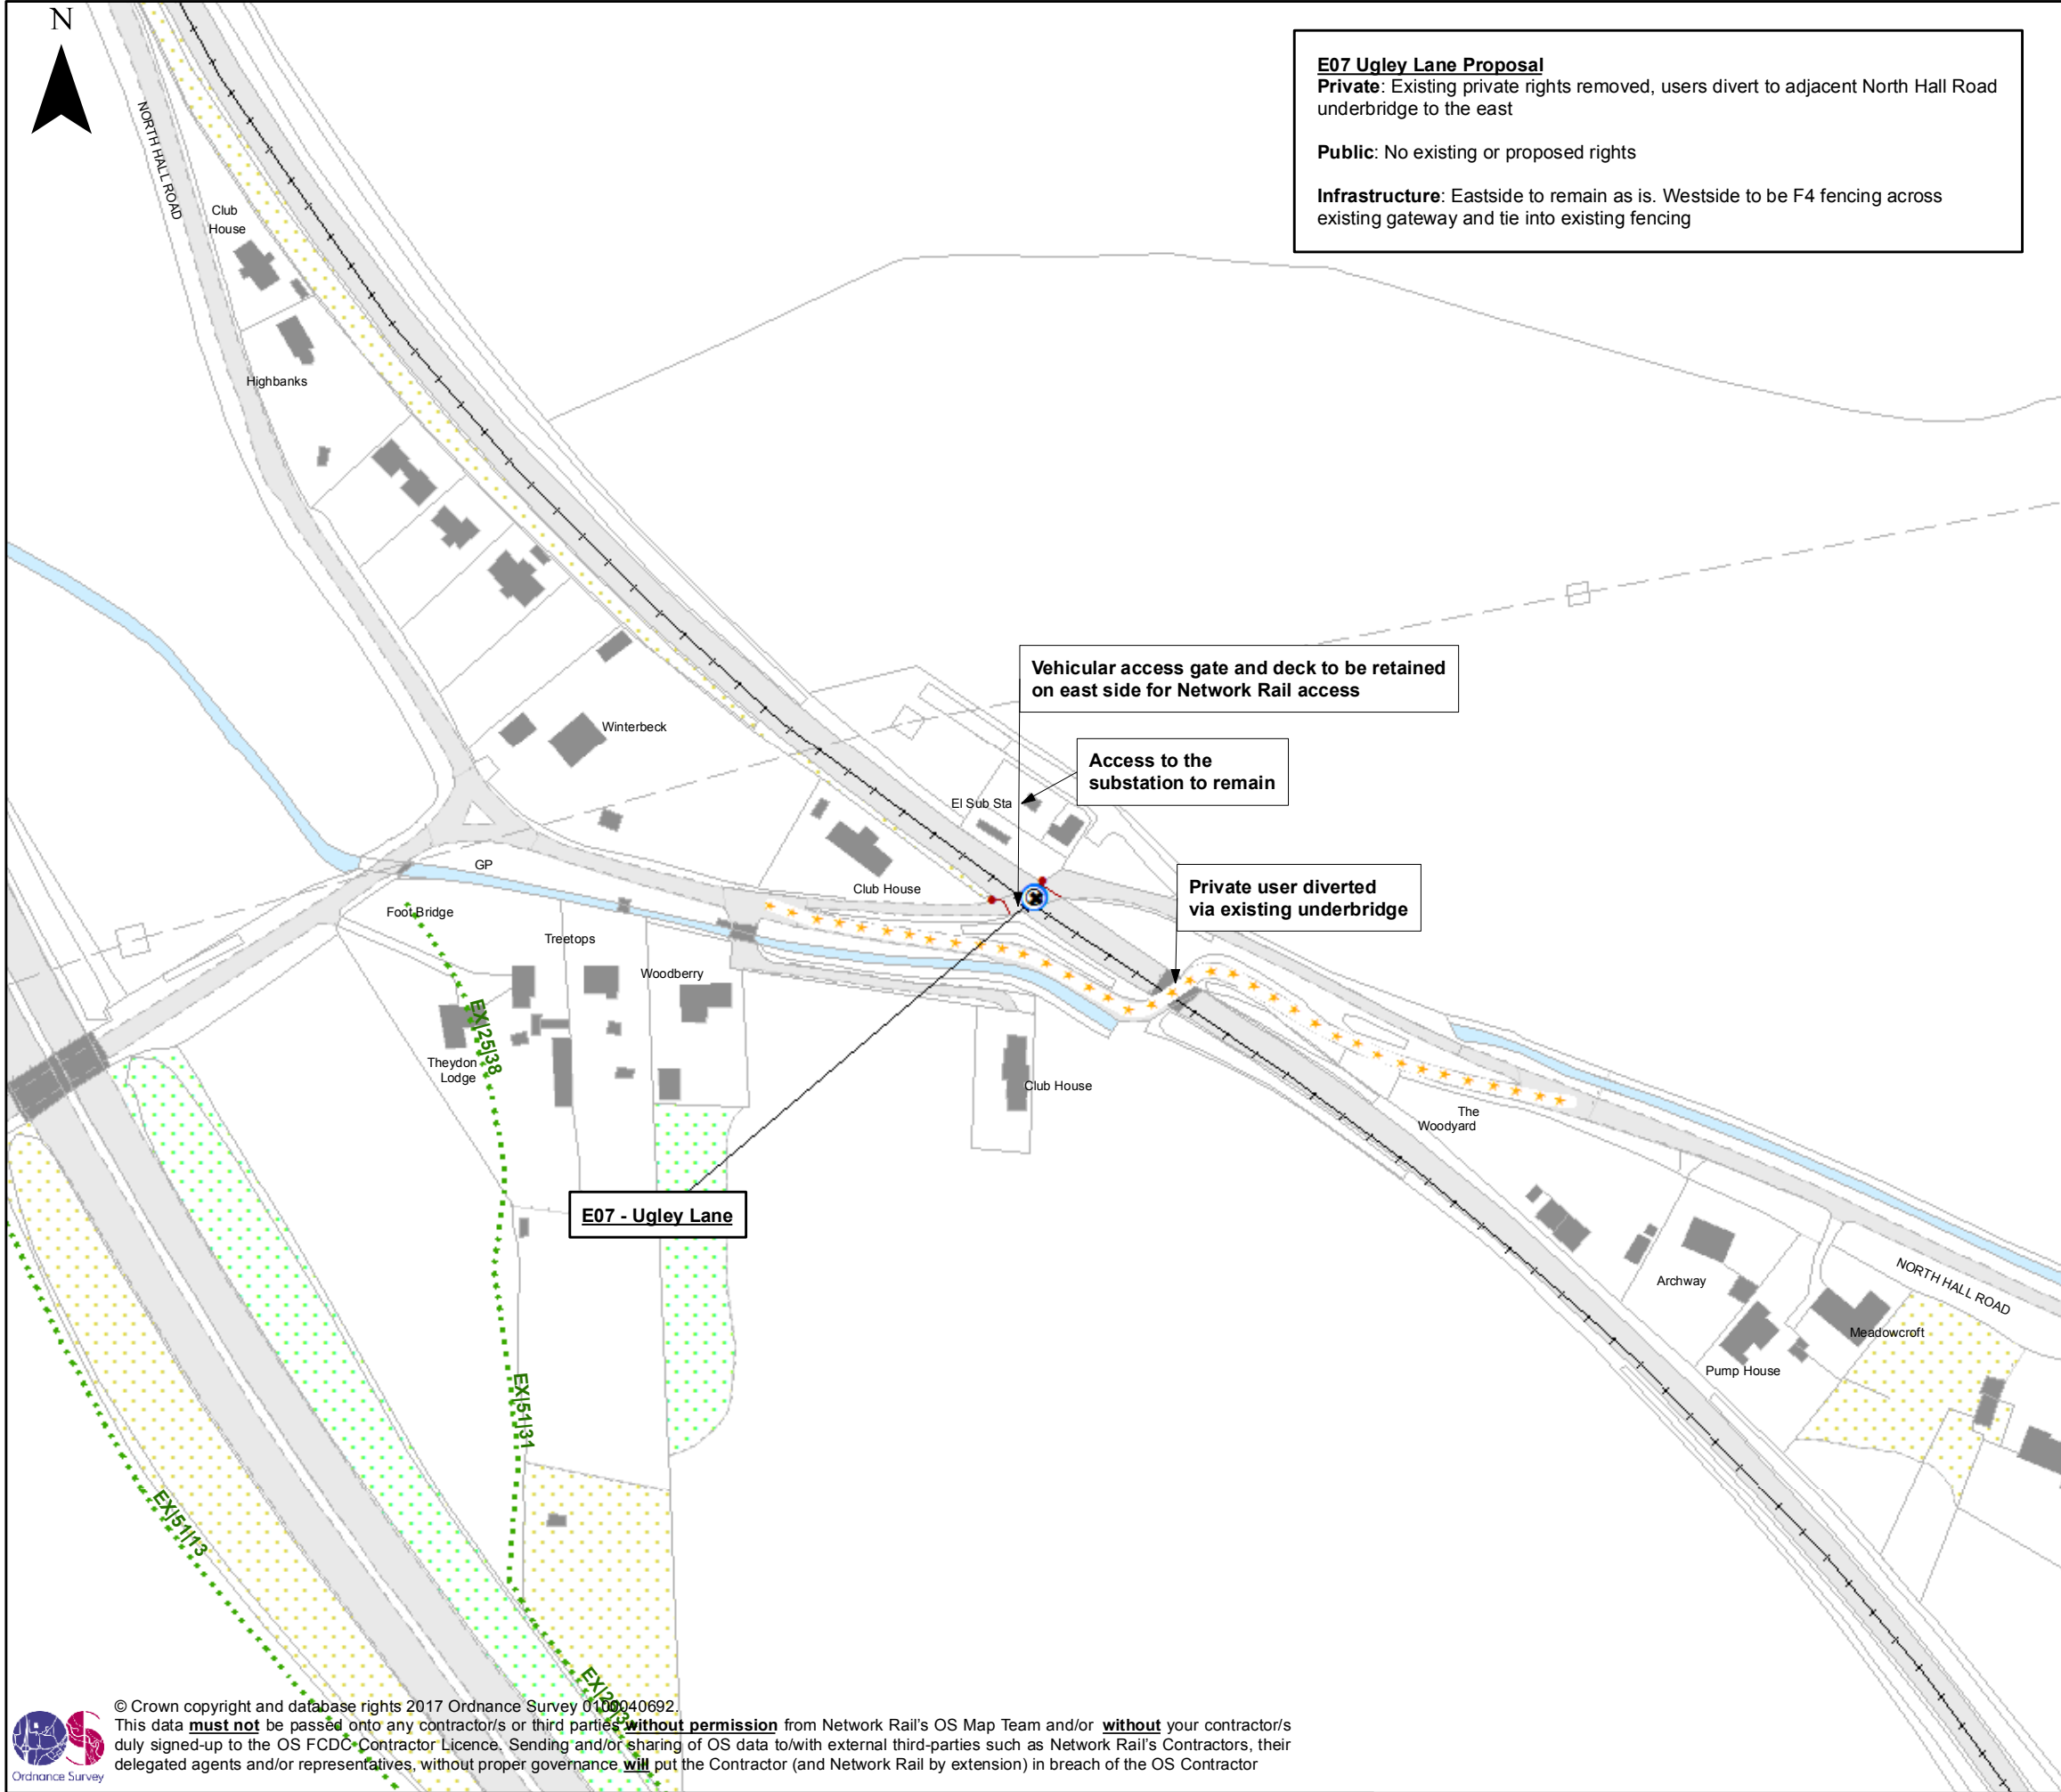 N
E07 Ugley Lane Proposal
Private: Existing private rights removed, users divert to adjacent North Hall Road
underbridge to the east
Public: No existing or proposed rights
Infrastructure: Eastside to remain as is. Westside to be F4 fencing across
existing gateway and tie into existing fencing
NORTH HALL ROAD
Club
House
Highbanks
Vehicular access gate and deck to be retained
on east side for Network Rail access
Winterbeck
Access to the
substation to remain
El Sub Sta
GP
Club House
Private user diverted
via existing underbridge
Foot Bridge
Treetops
Woodberry
EX|25|38
Theydon
Lodge
Club House
The
Woodyard
E07 - Ugley Lane
NORTH HALL ROAD
Archway
Meadowcroft
Pump House
EX|51|31
EX|51|13
© Crown copyright and database rights 2017 Ordnance Survey 0100040692.
This data must not be passed onto any contractor/s or third parties without permission from Network Rail's OS Map Team and/or without your contractor/s
duly signed-up to the OS FCDC Contractor Licence. Sending and/or sharing of OS data to/with external third-parties such as Network Rail's Contractors, their
delegated agents and/or representatives, without proper governance will put the Contractor (and Network Rail by extension) in breach of the OS Contractor
Ordnance Survey